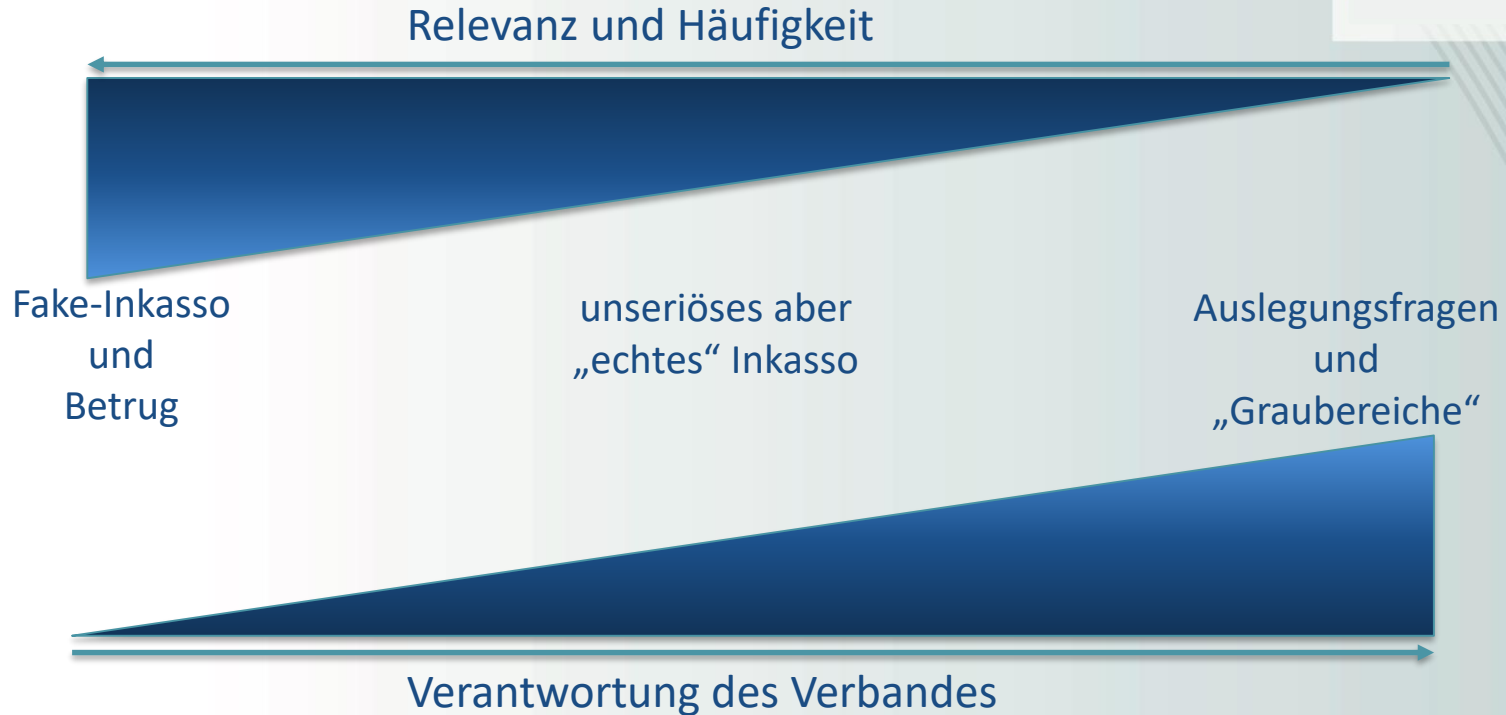 Relevanz und Häufigkeit
Fake-Inkasso
und
Betrug
unseriöses aber
„echtes“ Inkasso
Auslegungsfragen
und
„Graubereiche“
Verantwortung des Verbandes